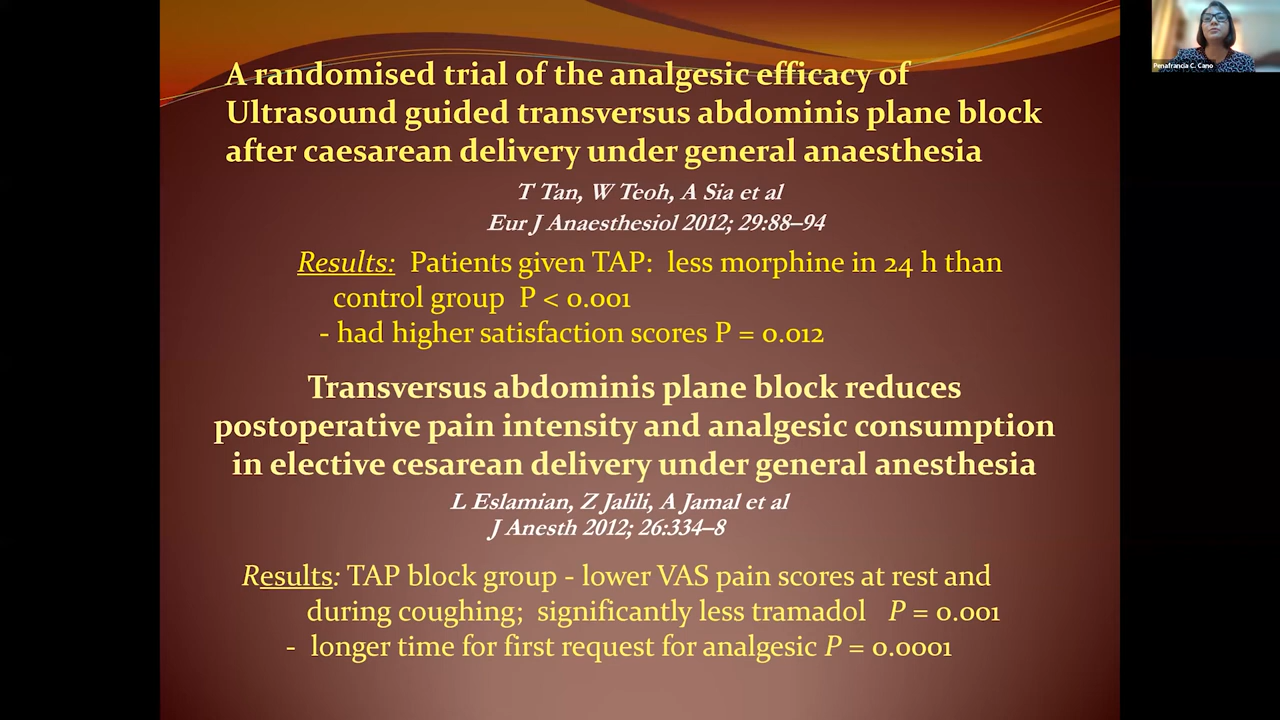 A randomised trial of the analgesic efficacy of
Ultrasound guided transversus abdominis plane block
after caesarean delivery under general anaesthesia
T Tan, W Teoh, A Sia et al
Eur J Anaesthesiol 2012; 29:88–94
Results: Patients given TAP: less morphine in 24 h than
control group P < 0.001
- had higher satisfaction scores P = 0.012
Transversus abdominis plane block reduces
postoperative pain intensity and analgesic consumption
in elective cesarean delivery under general anesthesia
L Eslamian, Z Jalili, A Jamal et al
J Anesth 2012; 26:334–8
Results: TAP block group - lower VAS pain scores at rest and
during coughing; significantly less tramadol P = 0.001
- longer time for first request for analgesic P = 0.0001
Penafrancia C. Cano